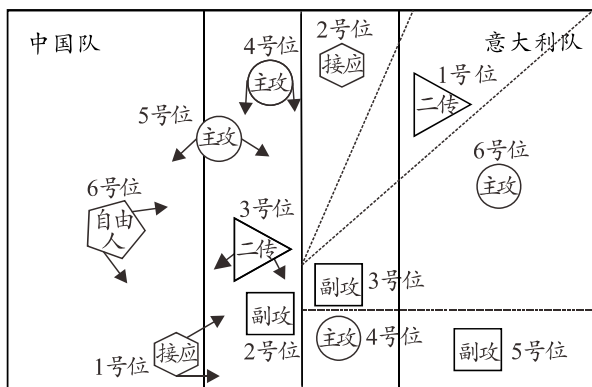 中国队
意大利队
4号位
主攻
2号位
接应
1号位
二传
5号位
主攻
6号位
主攻
6号位
自由
人
3号位
二传
副攻
3号位
副攻
2号位
主攻
4号位
接应
1号位
副攻
5号位